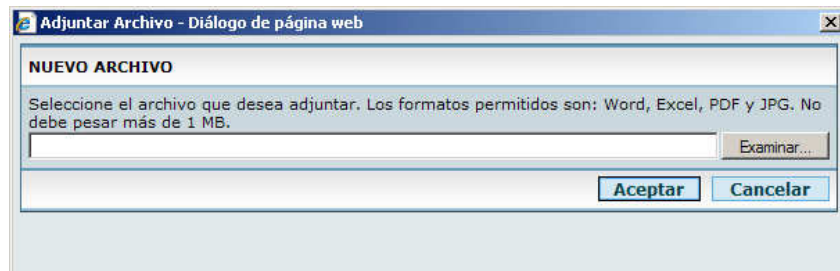 Adjuntar Archivo - Diálogo de página web
NUEVO ARCHIVO
Seleccione el archivo que desea adjuntar. Los formatos permitidos son: Word, Excel, PDF y JPG. No
debe pesar más de 1 MB.
Examinar...
Aceptar Cancelar